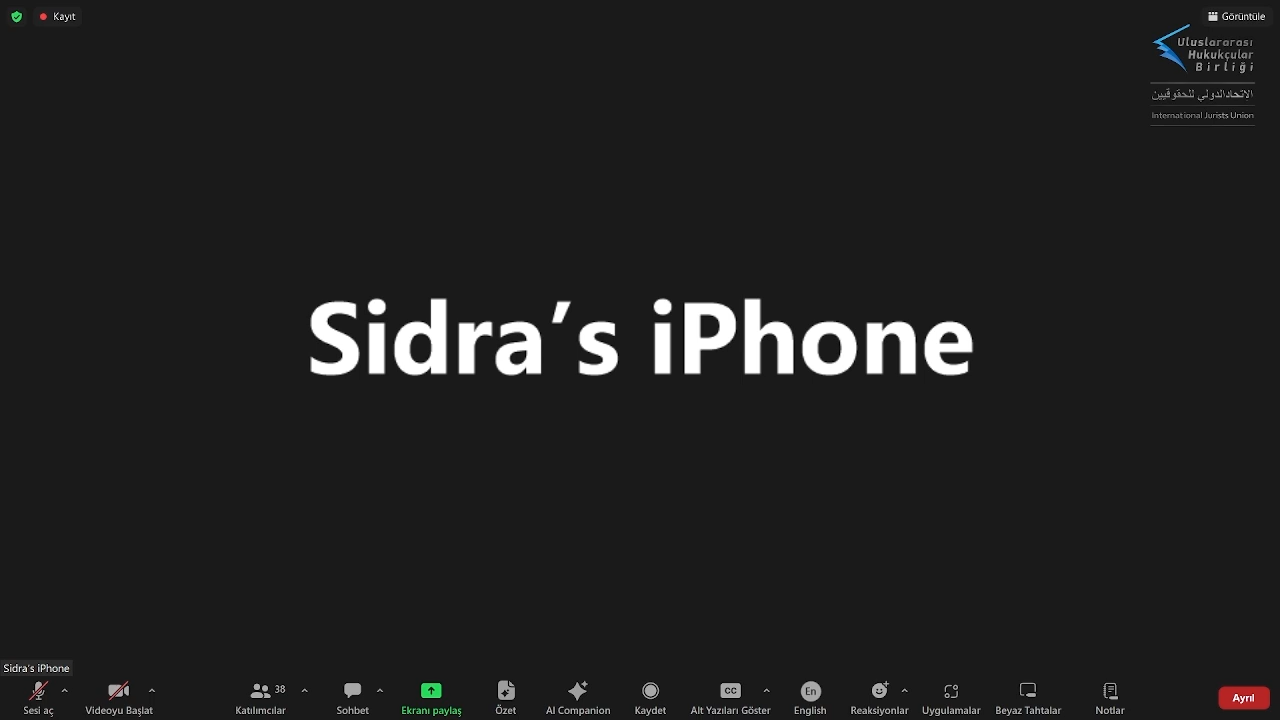 Kayıt
Görüntüle
Uluslararası
Hukukçular
Birliği
الاتحادالدولي للحقوقيين
International Jurists Union
Sidra's iPhone
Sidra's iPhone
Sesi aç
Videoyu Başlat
Katılımcılar
38
Sohbet
Ekranı paylaş
Özet
AI Companion
Kaydet
CC
Alt Yazıları Göster
En
English
Reaksiyonlar
Uygulamalar
Beyaz Tahtalar
Notlar
Ayrıl